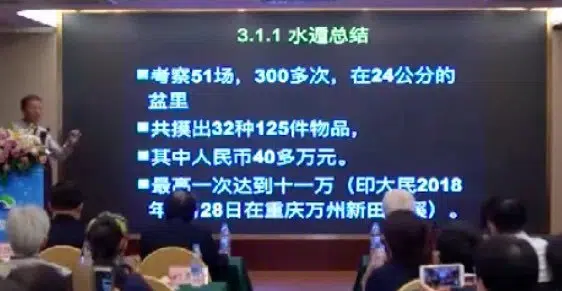 3.1.1 水遁总结
■考察51场，300多次，在24公分的
盆里
■共摸出32种125件物品，
■其中人民币40多万元。
■最高一次达到十一万（印大民2018
年 月28日在重庆万州新田 溪）。